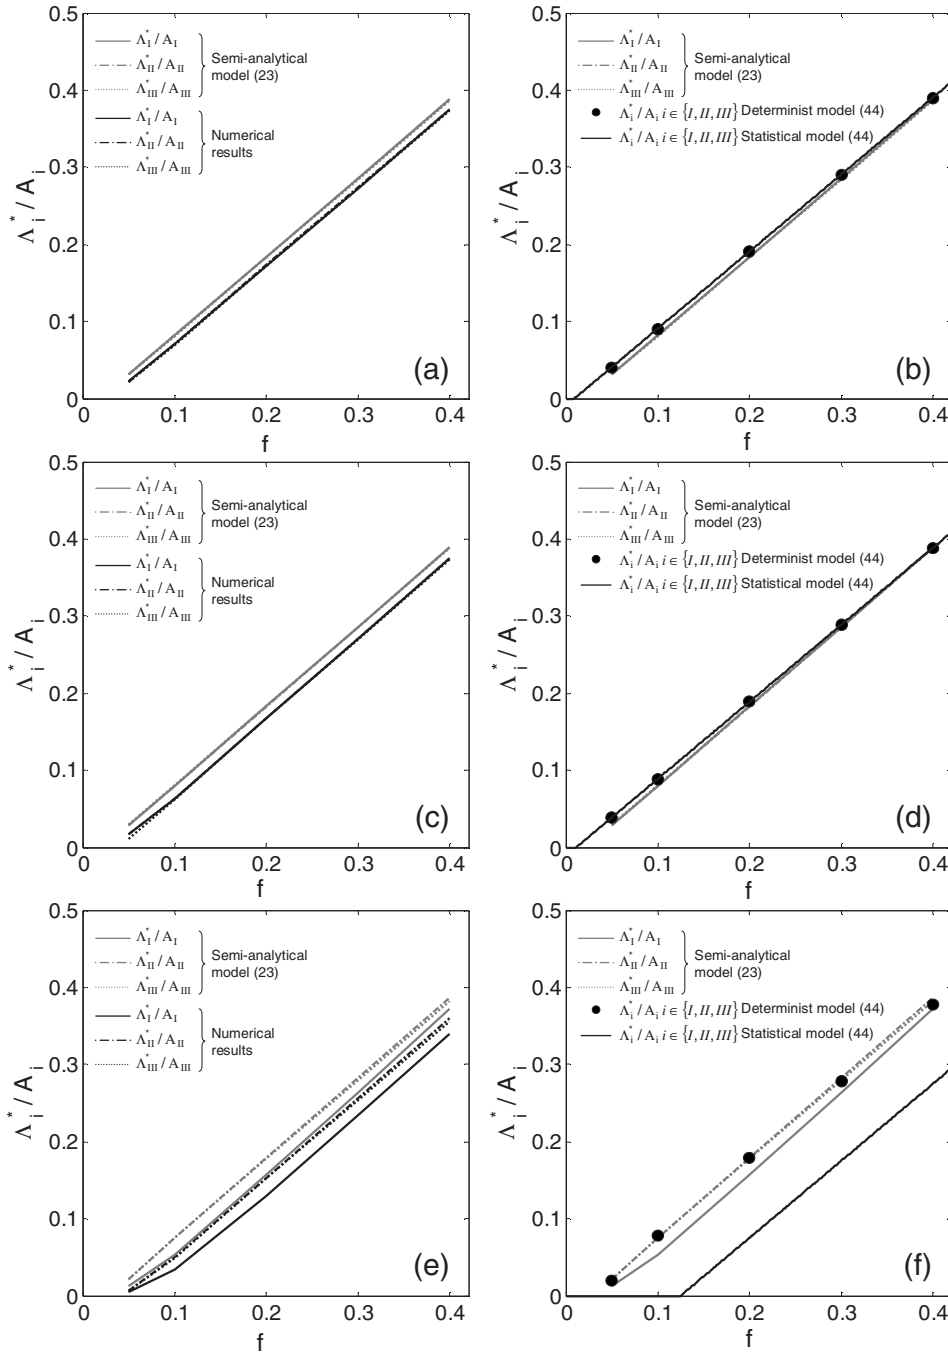 0.5
0.4
0.3
0.2
0.1
0
Λ*i / Ai
Λ*I / AI
Λ*II / AII
Λ*III / AIII
Semi-analytical
model (23)
Λ*I / AI
Λ*II / AII
Λ*III / AIII
Numerical
results
(a)
0 0.1 0.2 0.3 0.4
f
0.5
0.4
0.3
0.2
0.1
0
Λ*i / Ai
Λ*I / AI
Λ*II / AII
Λ*III / AIII
Semi-analytical
model (23)
Λ*i / Ai i ∈ {I, II, III} Determinist model (44)
Λ*i / Ai i ∈ {I, II, III} Statistical model (44)
(b)
0 0.1 0.2 0.3 0.4
f
0.5
0.4
0.3
0.2
0.1
0
Λ*i / Ai
Λ*I / AI
Λ*II / AII
Λ*III / AIII
Semi-analytical
model (23)
Λ*I / AI
Λ*II / AII
Λ*III / AIII
Numerical
results
(c)
0 0.1 0.2 0.3 0.4
f
0.5
0.4
0.3
0.2
0.1
0
Λ*i / Ai
Λ*I / AI
Λ*II / AII
Λ*III / AIII
Semi-analytical
model (23)
Λ*i / Ai i ∈ {I, II, III} Determinist model (44)
Λ*i / Ai i ∈ {I, II, III} Statistical model (44)
(d)
0 0.1 0.2 0.3 0.4
f
0.5
0.4
0.3
0.2
0.1
0
Λ*i / Ai
Λ*I / AI
Λ*II / AII
Λ*III / AIII
Semi-analytical
model (23)
Λ*I / AI
Λ*II / AII
Λ*III / AIII
Numerical
results
(e)
0 0.1 0.2 0.3 0.4
f
0.5
0.4
0.3
0.2
0.1
0
Λ*i / Ai
Λ*I / AI
Λ*II / AII
Λ*III / AIII
Semi-analytical
model (23)
Λ*i / Ai i ∈ {I, II, III} Determinist model (44)
Λ*i / Ai i ∈ {I, II, III} Statistical model (44)
(f)
0 0.1 0.2 0.3 0.4
f